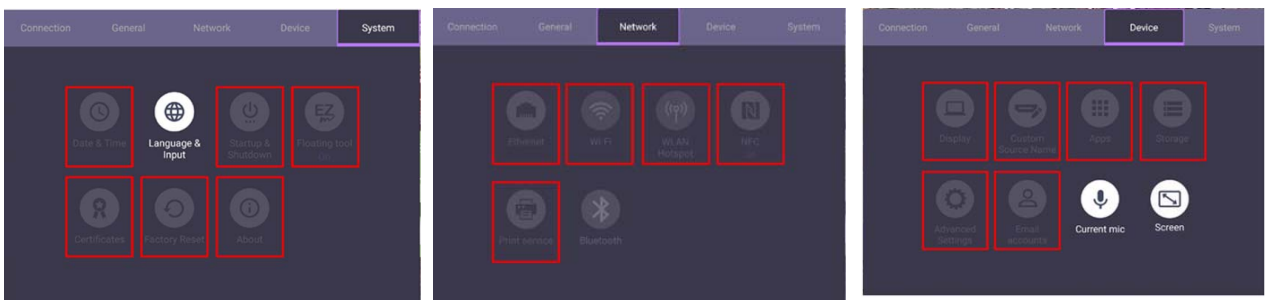 Connection General Network Device System
Date & Time
Language &
Input
Startup &
Shutdown
EZ
Floating tool
On
Certificates
Factory Reset
About
Connection General Network Device System
Ethernet
Wi Fi
WLAN
Hotspot
NFC
Print service
Bluetooth
Connection General Network Device System
Display
Custom
Source Name
Apps
Storage
Advanced
Settings
Email
accounts
Current mic
Screen